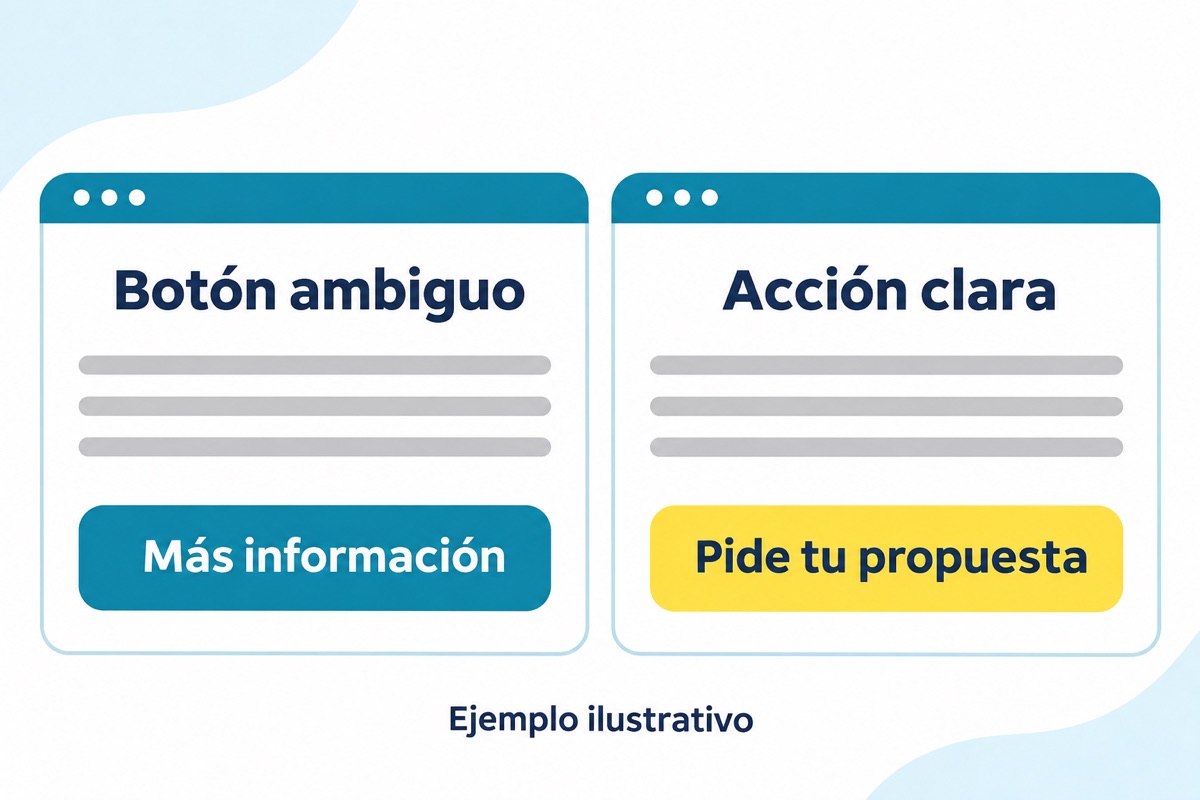 Botón ambiguo
Más información
Acción clara
Pide tu propuesta
Ejemplo ilustrativo